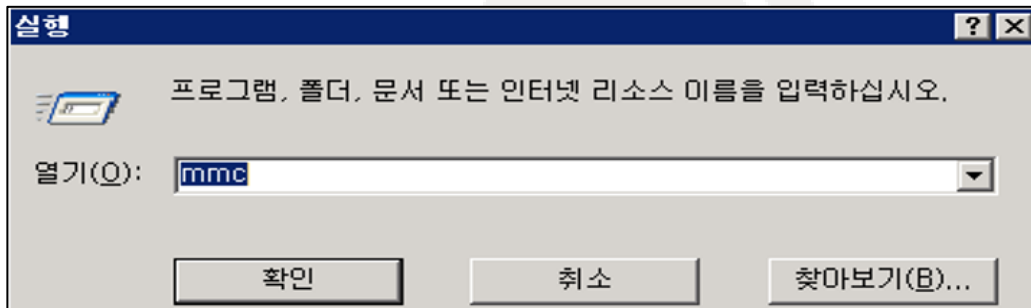 실행
프로그램, 폴더, 문서 또는 인터넷 리소스 이름을 입력하십시오.
열기(O): mmc
확인 취소 찾아보기(B)...